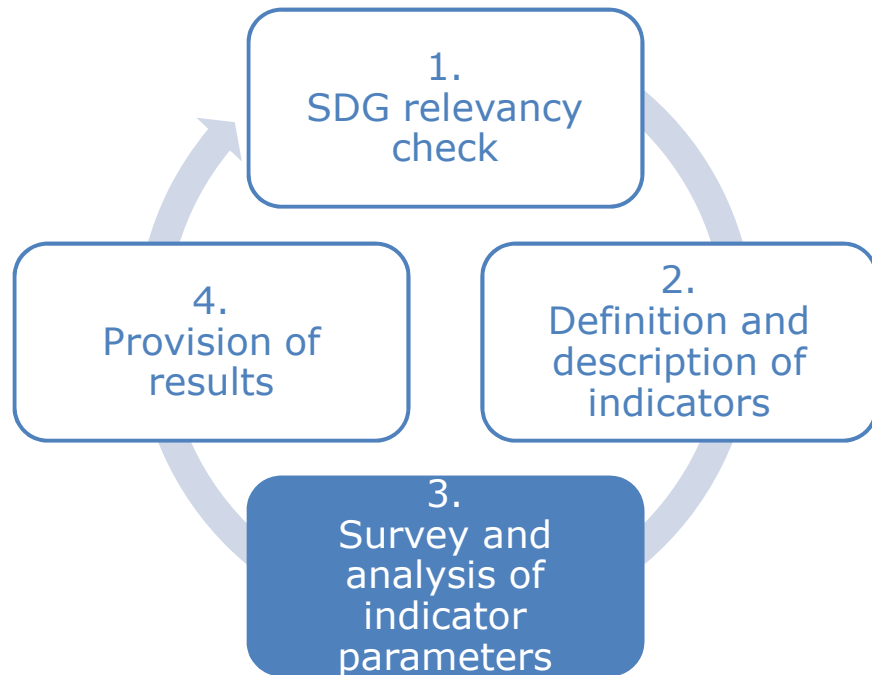 1.
SDG relevancy
check
2.
Definition and
description of
indicators
3.
Survey and
analysis of
indicator
parameters
4.
Provision of
results